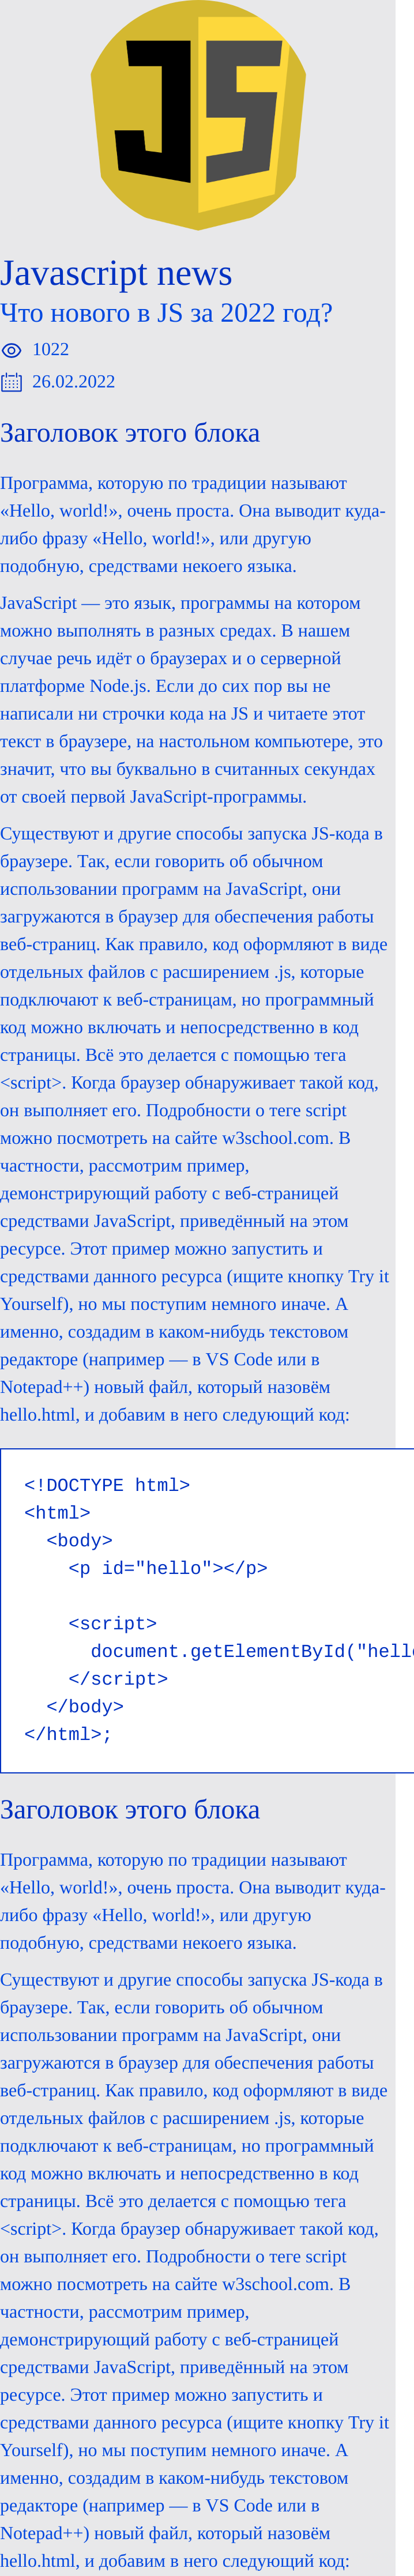 JS
Javascript news
Что нового в JS за 2022 год?
1022
26.02.2022
Заголовок этого блока
Программа, которую по традиции называют
«Hello, world!», очень проста. Она выводит куда-
либо фразу «Hello, world!», или другую
подобную, средствами некоего языка.
JavaScript — это язык, программы на котором
можно выполнять в разных средах. В нашем
случае речь идёт о браузерах и о серверной
платформе Node.js. Если до сих пор вы не
написали ни строчки кода на JS и читаете этот
текст в браузере, на настольном компьютере, это
значит, что вы буквально в считанных секундах
от своей первой JavaScript-программы.
Существуют и другие способы запуска JS-кода в
браузере. Так, если говорить об обычном
использовании программ на JavaScript, они
загружаются в браузер для обеспечения работы
веб-страниц. Как правило, код оформляют в виде
отдельных файлов с расширением .js, которые
подключают к веб-страницам, но программный
код можно включать и непосредственно в код
страницы. Всё это делается с помощью тега
<script>. Когда браузер обнаруживает такой код,
он выполняет его. Подробности о теге script
можно посмотреть на сайте w3school.com. В
частности, рассмотрим пример,
демонстрирующий работу с веб-страницей
средствами JavaScript, приведённый на этом
ресурсе. Этот пример можно запустить и
средствами данного ресурса (ищите кнопку Try it
Yourself), но мы поступим немного иначе. А
именно, создадим в каком-нибудь текстовом
редакторе (например — в VS Code или в
Notepad++) новый файл, который назовём
hello.html, и добавим в него следующий код:
<!DOCTYPE html>
<html>
  <body>
    <p id="hello"></p>
    <script>
      document.getElementById("hell
    </script>
  </body>
</html>;
Заголовок этого блока
Программа, которую по традиции называют
«Hello, world!», очень проста. Она выводит куда-
либо фразу «Hello, world!», или другую
подобную, средствами некоего языка.
Существуют и другие способы запуска JS-кода в
браузере. Так, если говорить об обычном
использовании программ на JavaScript, они
загружаются в браузер для обеспечения работы
веб-страниц. Как правило, код оформляют в виде
отдельных файлов с расширением .js, которые
подключают к веб-страницам, но программный
код можно включать и непосредственно в код
страницы. Всё это делается с помощью тега
<script>. Когда браузер обнаруживает такой код,
он выполняет его. Подробности о теге script
можно посмотреть на сайте w3school.com. В
частности, рассмотрим пример,
демонстрирующий работу с веб-страницей
средствами JavaScript, приведённый на этом
ресурсе. Этот пример можно запустить и
средствами данного ресурса (ищите кнопку Try it
Yourself), но мы поступим немного иначе. А
именно, создадим в каком-нибудь текстовом
редакторе (например — в VS Code или в
Notepad++) новый файл, который назовём
hello.html, и добавим в него следующий код: